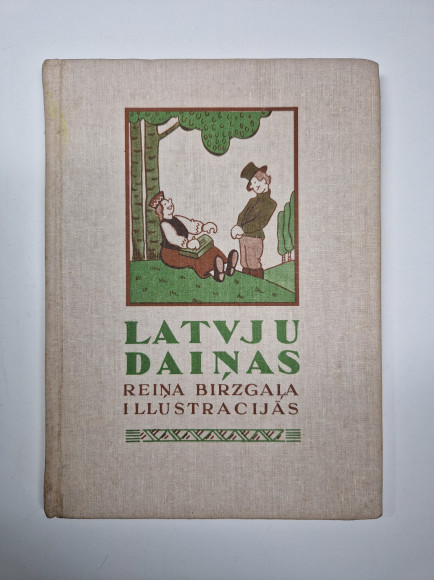 LATVJU
DAIŅAS
REIŅA BIRZGAĻA
ILLUSTRACIJĀS